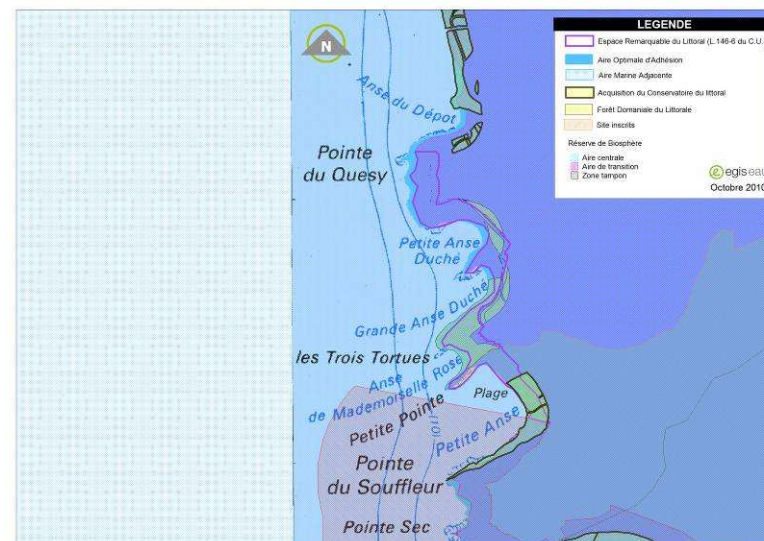 N
LEGENDE
Espace Remarquable du Littoral (L.146-6 du C.U.
Aire Optimale d'Adhésion
Aire Marine Adjacente
Acquisition du Conservatoire du littoral
Forêt Domaniale du Littorale
Site inscrits
Réserve de Biosphère
Aire centrale
Aire de transition
Zone tampon
egis eau
Octobre 2010
Anse du Dépot
Pointe
du Quesy
Petite Anse
Duché
Grande Anse Duché
les Trois Tortues
Anse
de Mademoiselle Rose
Petite Pointe
Plage
Petite Anse
(10)
Pointe
du Souffleur
Pointe Sec